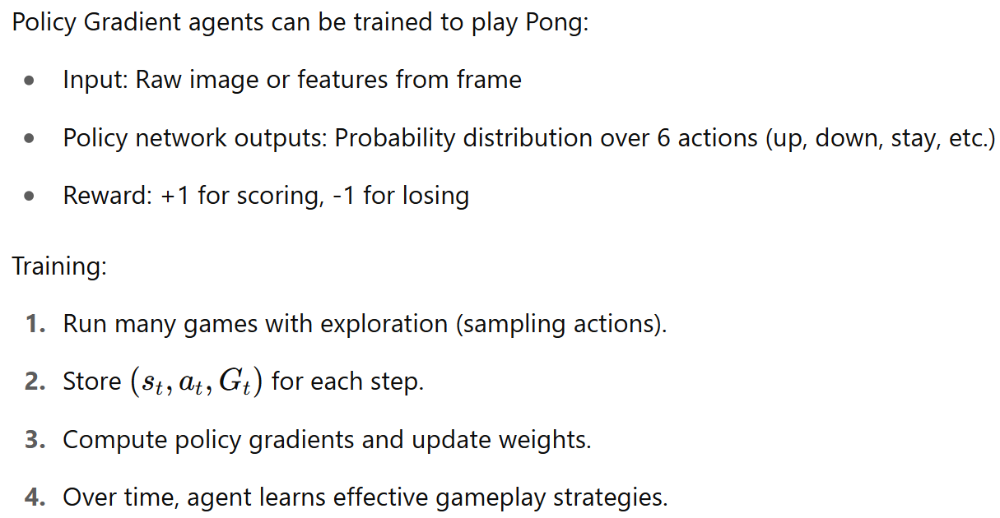 Policy Gradient agents can be trained to play Pong:
• Input: Raw image or features from frame
• Policy network outputs: Probability distribution over 6 actions (up, down, stay, etc.)
• Reward: +1 for scoring, -1 for losing
Training:
1. Run many games with exploration (sampling actions).
2. Store (s_t, a_t, G_t) for each step.
3. Compute policy gradients and update weights.
4. Over time, agent learns effective gameplay strategies.